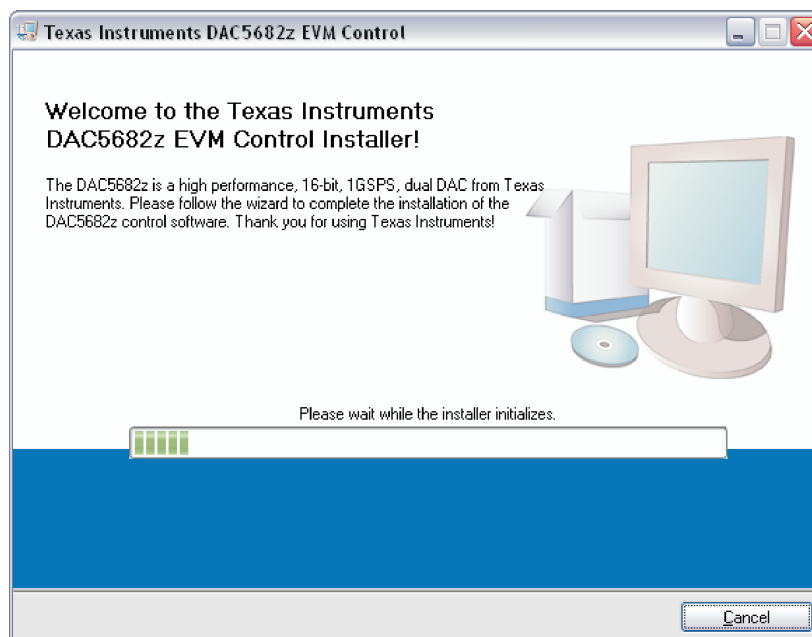 Texas Instruments DAC5682z EVM Control
Welcome to the Texas Instruments
DAC5682z EVM Control Installer!
The DAC5682z is a high performance, 16-bit, 1GSPS, dual DAC from Texas
Instruments. Please follow the wizard to complete the installation of the
DAC5682z control software. Thank you for using Texas Instruments!
Please wait while the installer initializes.
Cancel